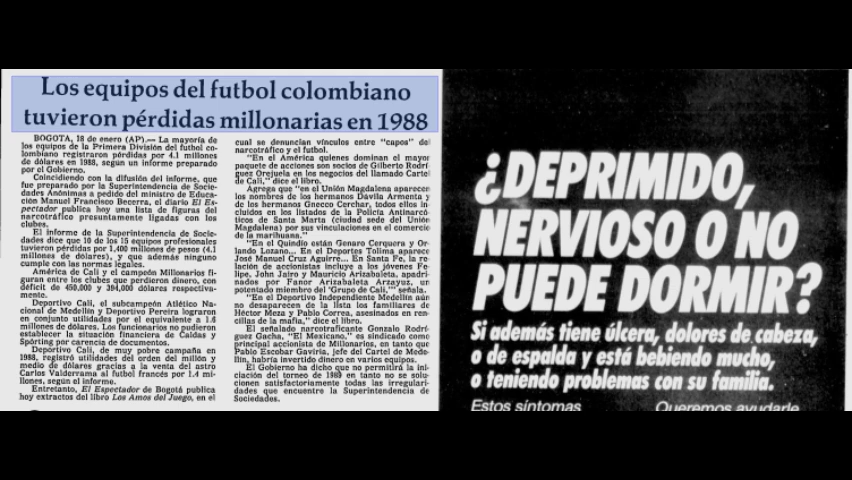 Los equipos del futbol colombiano
tuvieron pérdidas millonarias en 1988
BOGOTA, 18 de enero (AP).— La mayoría de
los equipos de la Primera División del futbol co-
lombiano registraron pérdidas por 4.1 millones
de dólares en 1988, según un informe preparado
por el Gobierno.
Coincidiendo con la difusión del informe, que
fue preparado por la Superintendencia de Socie-
dades Anónimas a pedido del ministro de Educa-
ción Manuel Francisco Becerra, el diario El Es-
pectador publica hoy una lista de figuras del
narcotráfico presuntamente ligadas con los
clubes.
El informe de la Superintendencia de Socie-
dades dice que 10 de los 15 equipos profesionales
tuvieron pérdidas por 1,400 millones de pesos (4.1
millones de dólares), y que además ninguno
cumple con las normas legales.
América de Cali y el campeón Millonarios fi-
guran entre los clubes que perdieron dinero, con
déficit de 450,000 y 394,000 dólares respectiva-
mente.
Deportivo Cali, el subcampeón Atlético Na-
cional de Medellín y Deportivo Pereira lograron
en conjunto utilidades por el equivalente a 1.6
millones de dólares. Los funcionarios no pudieron
establecer la situación financiera de Caldas y
Spórting por carencia de documentos.
Deportivo Cali, de muy pobre campaña en
1988, registró utilidades del orden del millón y
medio de dólares gracias a la venta del astro
Carlos Valderrama al futbol francés por 1.4 mi-
llones, según el informe.
Entretanto, El Espectador de Bogotá publica
hoy extractos del libro Los Amos del Juego, en el
cual se denuncian vínculos entre "capos" del
narcotráfico y el futbol.
"En el América quienes dominan el mayor
paquete de acciones son socios de Gilberto Rodrí-
guez Orejuela en los negocios del llamado Cartel
de Cali," dice el libro.
Agrega que "en el Unión Magdalena aparecen
los nombres de los hermanos Dávila Armenta y
de los hermanos Gnecco Cerchar, todos ellos in-
cluidos en los listados de la Policía Antinarcó-
ticos de Santa Marta (ciudad sede del Unión
Magdalena) por sus vinculaciones en el comercio
de la marihuana."
"En el Quindío están Genaro Cerquera y Or-
lando Lozano... En el Deportes Tolima aparece
José Manuel Cruz Aguirre... En Santa Fe, la re-
lación de accionistas incluye a los jóvenes Fe-
lipe, John Jairo y Mauricio Arizabaleta, apadri-
nados por Fanor Arizabaleta Arzayuz, un
potentado miembro del 'Grupo de Cali,'" señala.
"En el Deportivo Independiente Medellín aún
no desaparecen de la lista los familiares de
Héctor Meza y Pablo Correa, asesinados en ren-
cillas de la mafia," dice el libro.
El señalado narcotraficante Gonzalo Rodrí-
guez Gacha, "El Mexicano," es sindicado como
principal accionista de Millonarios, en tanto que
Pablo Escobar Gaviria, jefe del Cartel de Mede-
llín, habría invertido dinero en varios equipos.
El Gobierno ha dicho que no permitirá la ini-
ciación del torneo de 1989 en tanto no se solu-
cionen satisfactoriamente todas las irregulari-
dades que encuentre la Superintendencia de
Sociedades.
¿DEPRIMIDO,
NERVIOSO O NO
PUEDE DORMIR?
Si además tiene úlcera, dolores de cabeza,
o de espalda y está bebiendo mucho,
o teniendo problemas con su familia.
Estos síntomas
Queremos ayudarle